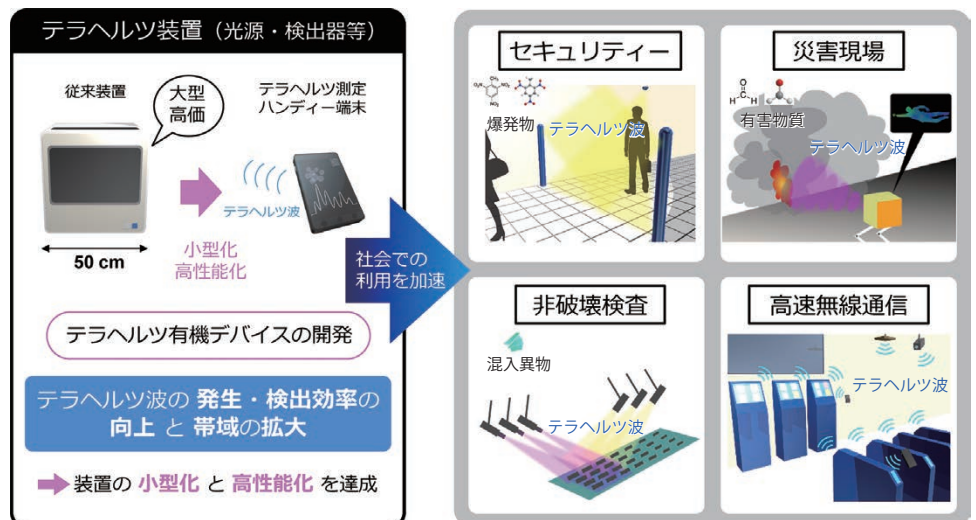 テラヘルツ装置（光源・検出器等）
従来装置
大型
高価
テラヘルツ測定
ハンディー端末
テラヘルツ波
50 cm
小型化
高性能化
社会での
利用を加速
テラヘルツ有機デバイスの開発
テラヘルツ波の 発生・検出効率の
向上 と 帯域の拡大
装置の 小型化 と 高性能化 を達成
セキュリティー
爆発物
テラヘルツ波
災害現場
有害物質
テラヘルツ波
非破壊検査
混入異物
テラヘルツ波
高速無線通信
テラヘルツ波